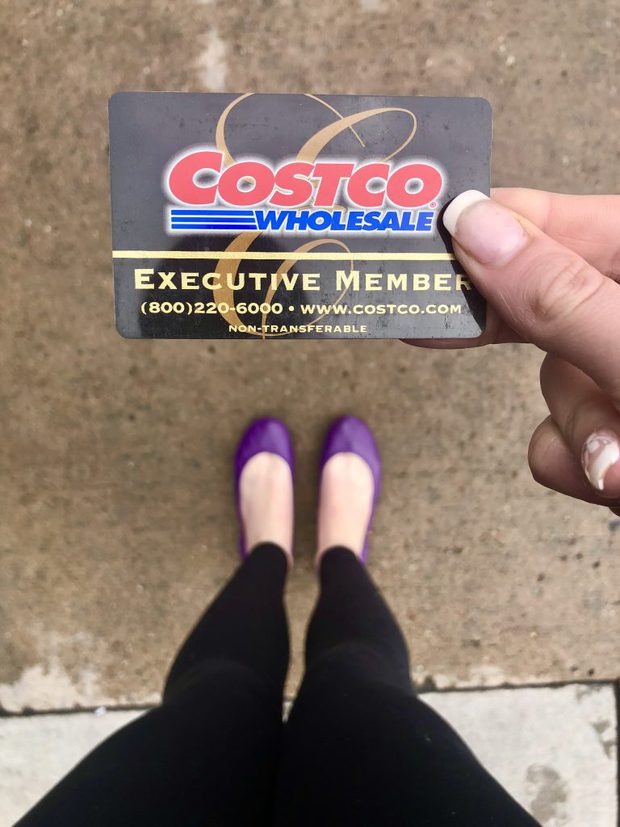 COSTCO
WHOLESALE
EXECUTIVE MEMBER
(800)220-6000 • WWW.COSTCO.COM
NON-TRANSFERABLE